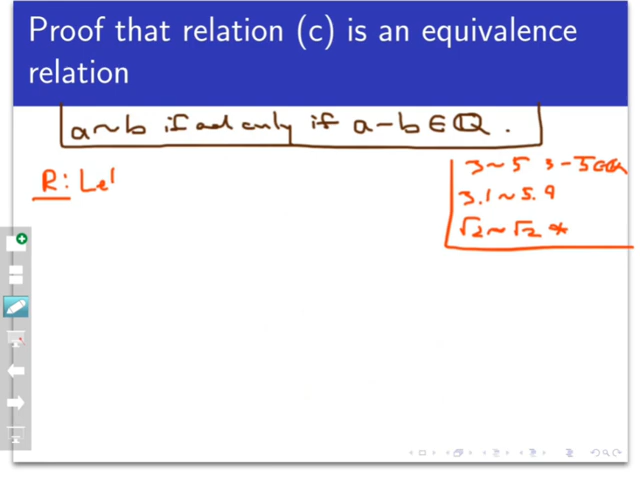 Proof that relation (c) is an equivalence
relation
a ~ b if and only if a - b ∈ ℚ.
3 ~ 5 3 - 5 ∈ ℚ
R: Let
3.1 ~ 5.9
√2 ~ √2 *